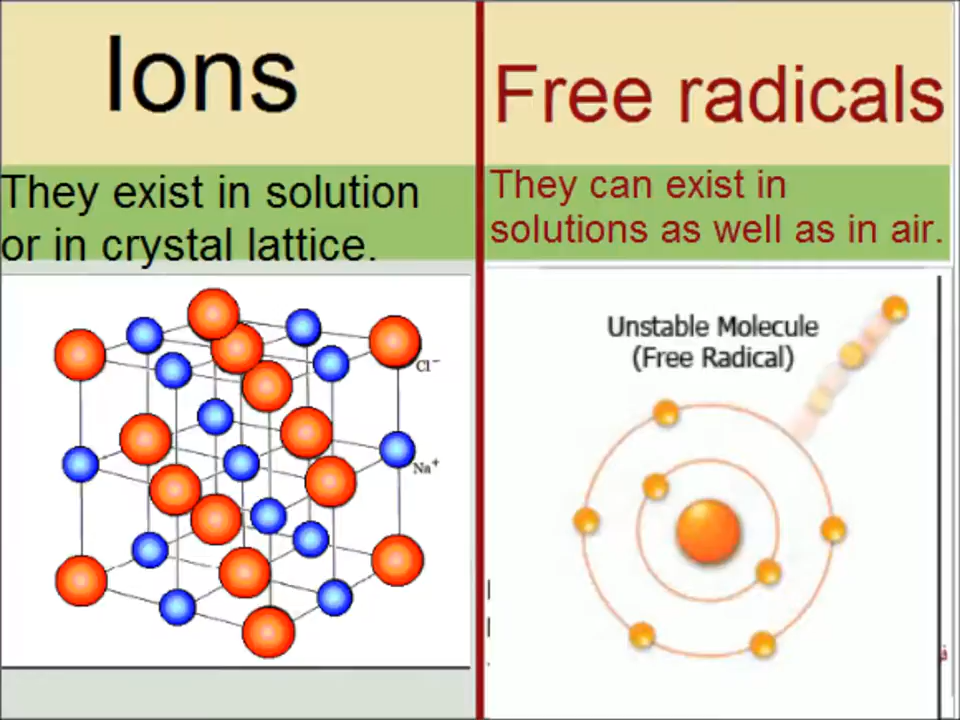 Ions
They exist in solution
or in crystal lattice.
Cl⁻
Na⁺
Free radicals
They can exist in
solutions as well as in air.
Unstable Molecule
(Free Radical)